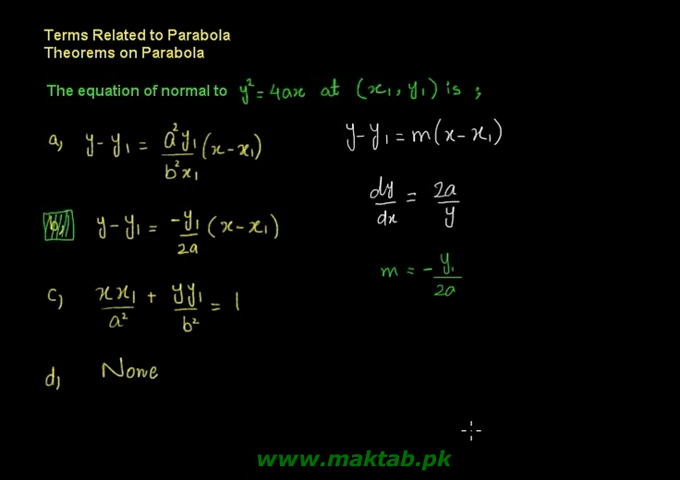 Terms Related to Parabola
Theorems on Parabola
The equation of normal to y² = 4ax at (x₁, y₁) is ;
a, y - y₁ = a²y₁/b²x₁ (x - x₁)
y - y₁ = m(x - x₁)
dy/dx = 2a/y
b, y - y₁ = -y₁/2a (x - x₁)
m = - y₁/2a
c, xx₁/a² + yy₁/b² = 1
d, None
www.maktab.pk